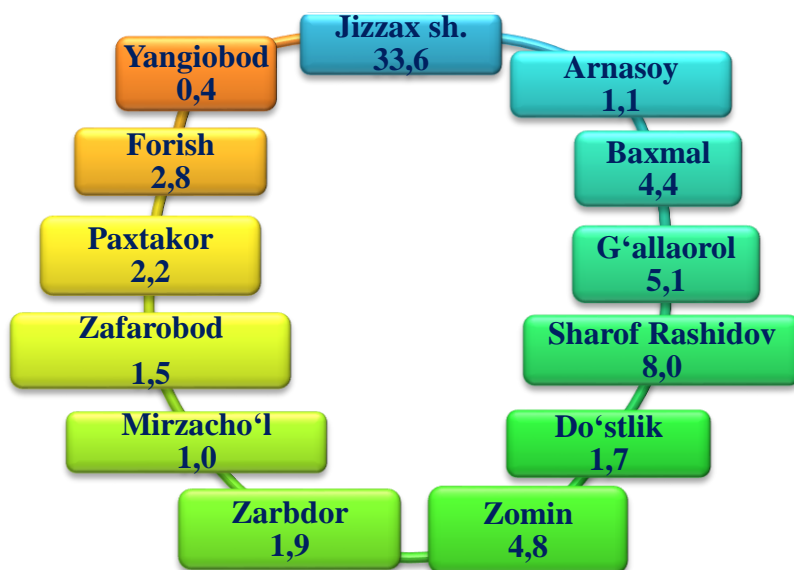 Jizzax sh.
33,6
Arnasoy
1,1
Baxmal
4,4
G‘allaorol
5,1
Sharof Rashidov
8,0
Do‘stlik
1,7
Zomin
4,8
Zarbdor
1,9
Mirzacho‘l
1,0
Zafarobod
1,5
Paxtakor
2,2
Forish
2,8
Yangiobod
0,4